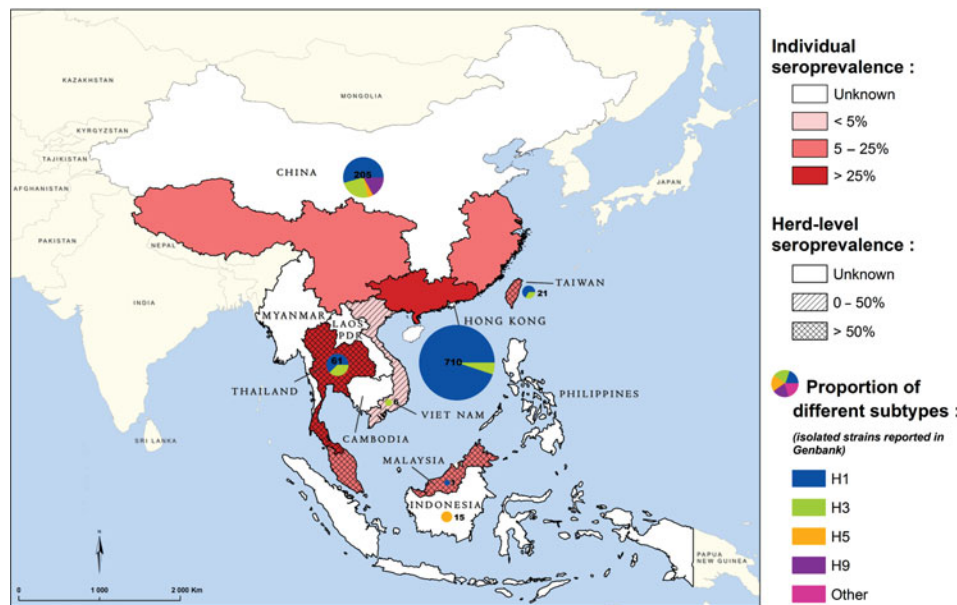 KAZAKHSTAN
MONGOLIA
KYRGYZSTAN
TAJIKISTAN
AFGHANISTAN
CHINA
205
JAPAN
PAKISTAN
NEPAL
INDIA
MYANMAR
LAOS
PDR
TAIWAN
21
HONG KONG
710
61
THAILAND
VIET NAM
CAMBODIA
PHILIPPINES
SRI LANKA
MALAYSIA
INDONESIA
15
PAPUA
NEW GUINEA
0
1 000
2 000 Km
Individual
seroprevalence :
Unknown
< 5%
5 – 25%
> 25%
Herd-level
seroprevalence :
Unknown
0 – 50%
> 50%
Proportion of
different subtypes :
(isolated strains reported in
Genbank)
H1
H3
H5
H9
Other